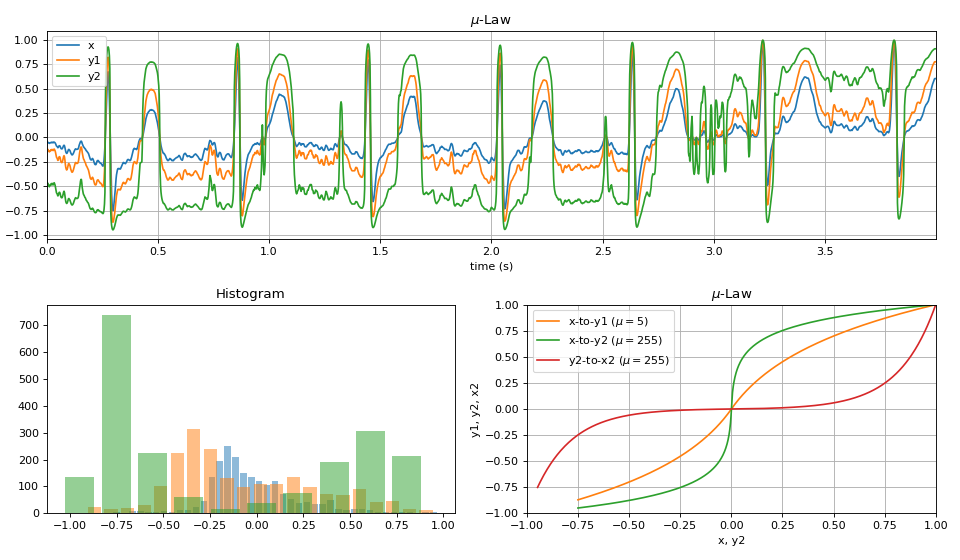 μ-Law
1.00
0.75
0.50
0.25
0.00
−0.25
−0.50
−0.75
−1.00
x
y1
y2
0.0 0.5 1.0 1.5 2.0 2.5 3.0 3.5
time (s)
Histogram
700
600
500
400
300
200
100
0
−1.00 −0.75 −0.50 −0.25 0.00 0.25 0.50 0.75 1.00
μ-Law
y1, y2, x2
1.00
0.75
0.50
0.25
0.00
−0.25
−0.50
−0.75
−1.00
x-to-y1 (μ = 5)
x-to-y2 (μ = 255)
y2-to-x2 (μ = 255)
−1.00 −0.75 −0.50 −0.25 0.00 0.25 0.50 0.75 1.00
x, y2